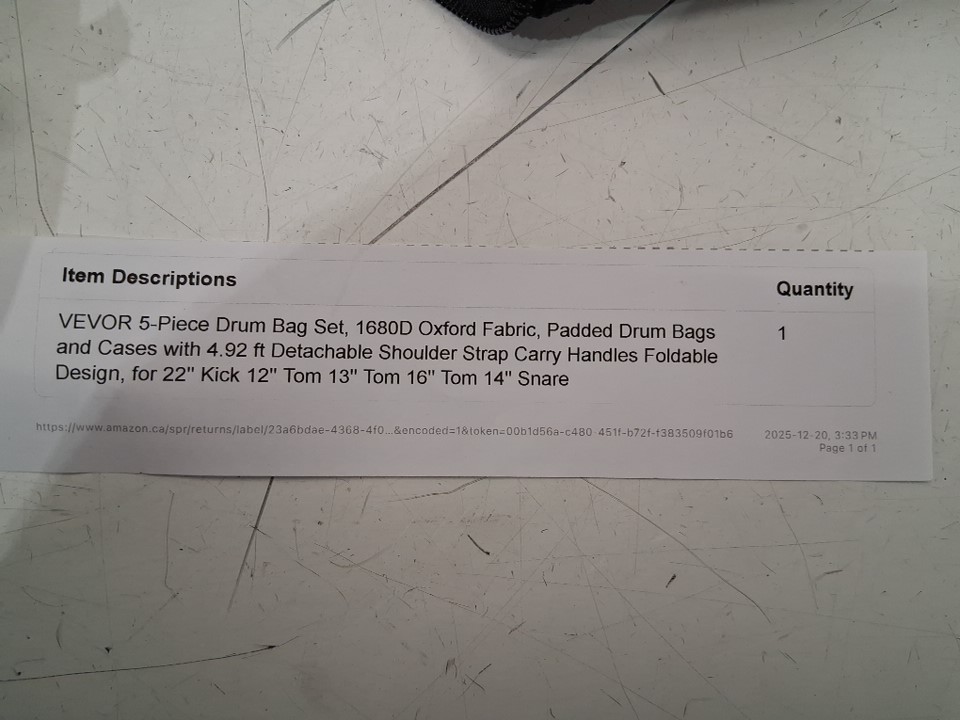 Item Descriptions
Quantity
VEVOR 5-Piece Drum Bag Set, 1680D Oxford Fabric, Padded Drum Bags
1
and Cases with 4.92 ft Detachable Shoulder Strap Carry Handles Foldable
Design, for 22" Kick 12" Tom 13" Tom 16" Tom 14" Snare
https://www.amazon.ca/spr/returns/label/23a6bdae-4368-4f0...&encoded=1&token=00b1d56a-c480-451f-b72f-f383509f01b6
2025-12-20, 3:33 PM
Page 1 of 1